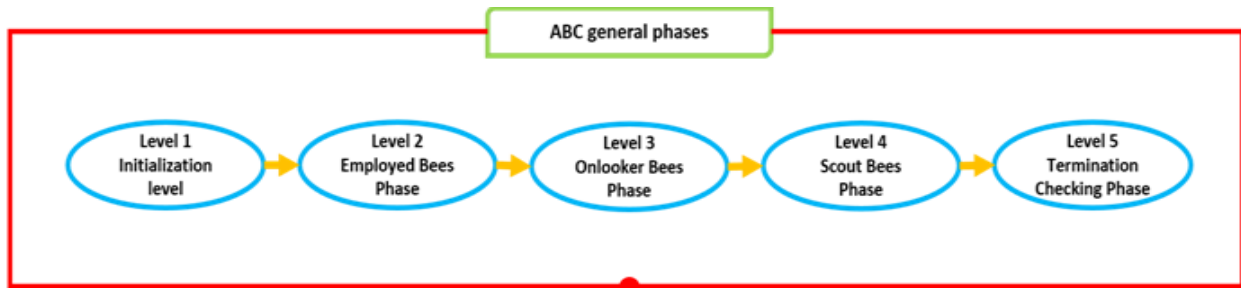 ABC general phases
Level 1
Initialization
level
Level 2
Employed Bees
Phase
Level 3
Onlooker Bees
Phase
Level 4
Scout Bees
Phase
Level 5
Termination
Checking Phase